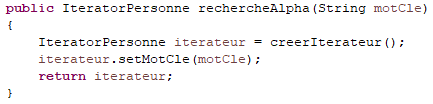 public IteratorPersonne rechercheAlpha(String motCle)
{
    IteratorPersonne iterateur = creerIterateur();
    iterateur.setMotCle(motCle);
    return iterateur;
}